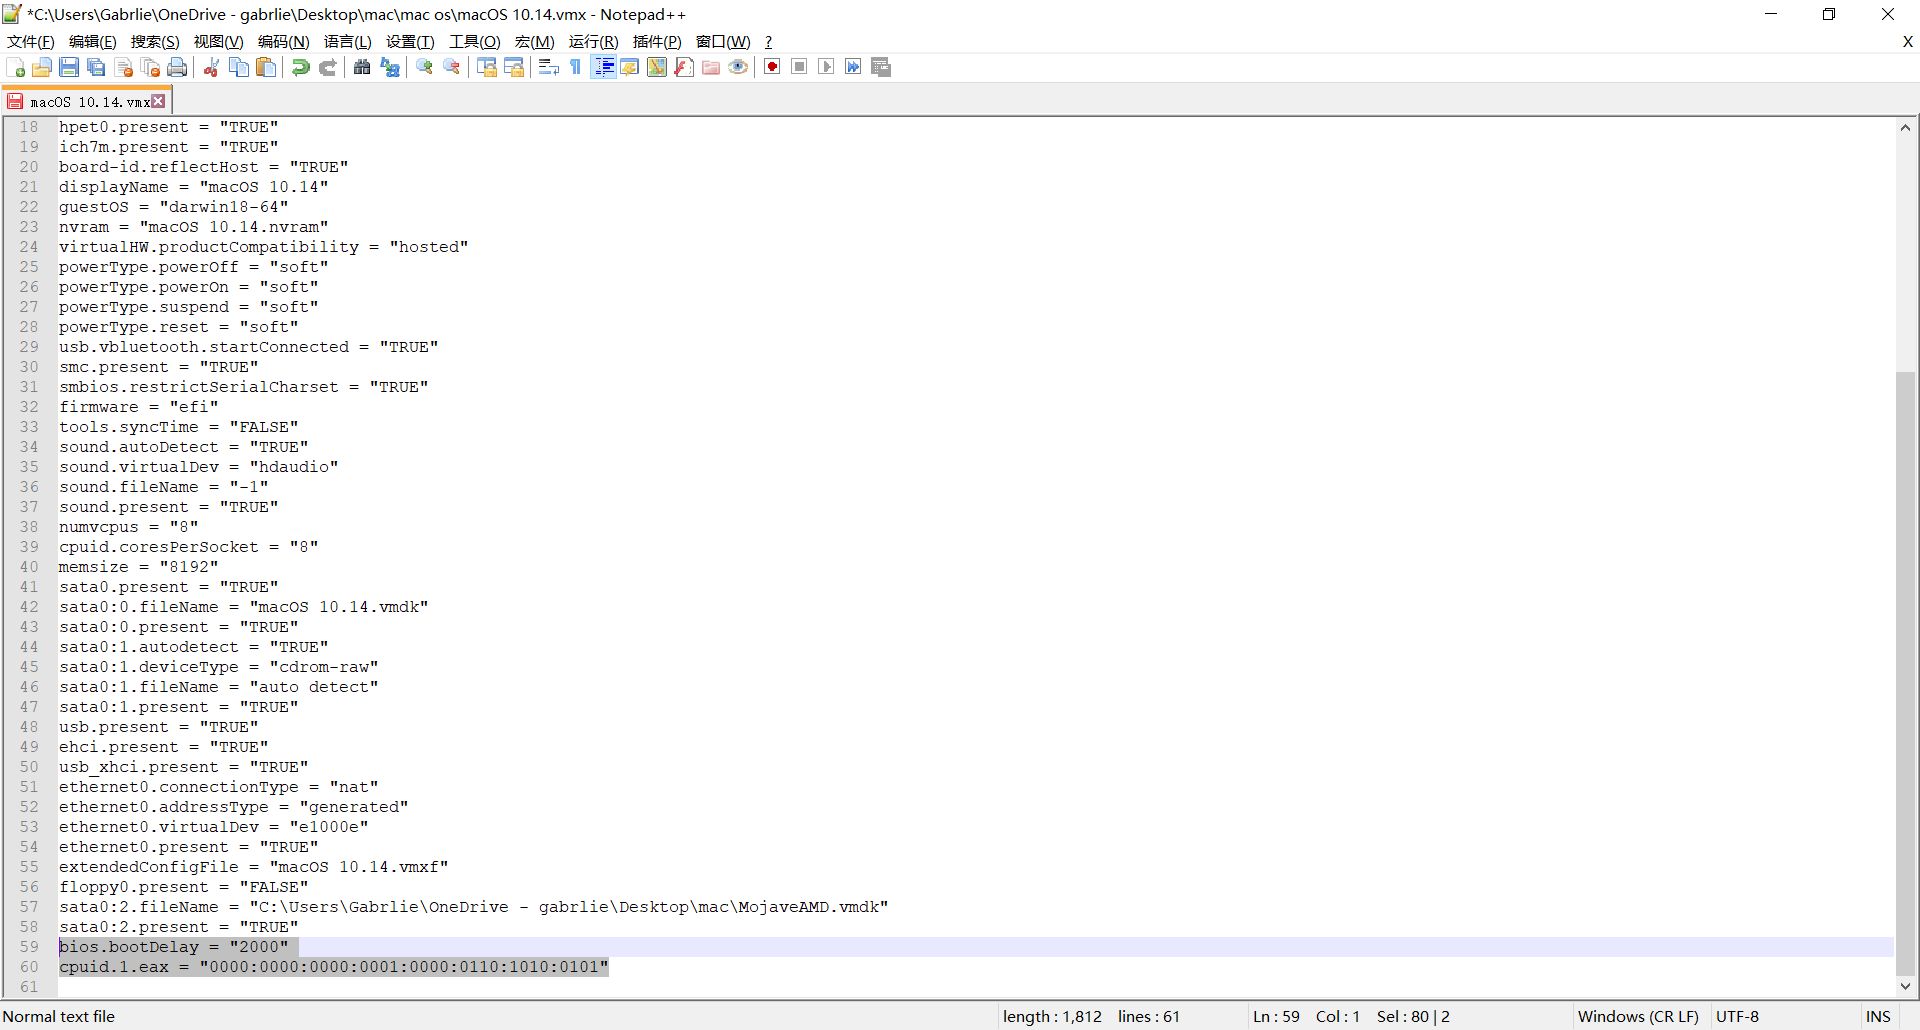 *C:\Users\Gabrlie\OneDrive - gabrlie\Desktop\mac\mac os\macOS 10.14.vmx - Notepad++
文件(F) 编辑(E) 搜索(S) 视图(V) 编码(N) 语言(L) 设置(T) 工具(O) 宏(M) 运行(R) 插件(P) 窗口(W) ? X
macOS 10.14.vmx
18 hpet0.present = "TRUE"
19 ich7m.present = "TRUE"
20 board-id.reflectHost = "TRUE"
21 displayName = "macOS 10.14"
22 guestOS = "darwin18-64"
23 nvram = "macOS 10.14.nvram"
24 virtualHW.productCompatibility = "hosted"
25 powerType.powerOff = "soft"
26 powerType.powerOn = "soft"
27 powerType.suspend = "soft"
28 powerType.reset = "soft"
29 usb.vbluetooth.startConnected = "TRUE"
30 smc.present = "TRUE"
31 smbios.restrictSerialCharset = "TRUE"
32 firmware = "efi"
33 tools.syncTime = "FALSE"
34 sound.autoDetect = "TRUE"
35 sound.virtualDev = "hdaudio"
36 sound.fileName = "-1"
37 sound.present = "TRUE"
38 numvcpus = "8"
39 cpuid.coresPerSocket = "8"
40 memsize = "8192"
41 sata0.present = "TRUE"
42 sata0:0.fileName = "macOS 10.14.vmdk"
43 sata0:0.present = "TRUE"
44 sata0:1.autodetect = "TRUE"
45 sata0:1.deviceType = "cdrom-raw"
46 sata0:1.fileName = "auto detect"
47 sata0:1.present = "TRUE"
48 usb.present = "TRUE"
49 ehci.present = "TRUE"
50 usb_xhci.present = "TRUE"
51 ethernet0.connectionType = "nat"
52 ethernet0.addressType = "generated"
53 ethernet0.virtualDev = "e1000e"
54 ethernet0.present = "TRUE"
55 extendedConfigFile = "macOS 10.14.vmxf"
56 floppy0.present = "FALSE"
57 sata0:2.fileName = "C:\Users\Gabrlie\OneDrive - gabrlie\Desktop\mac\MojaveAMD.vmdk"
58 sata0:2.present = "TRUE"
59 bios.bootDelay = "2000"
60 cpuid.1.eax = "0000:0000:0000:0001:0000:0110:1010:0101"
61
Normal text file length : 1,812 lines : 61 Ln : 59 Col : 1 Sel : 80 | 2 Windows (CR LF) UTF-8 INS